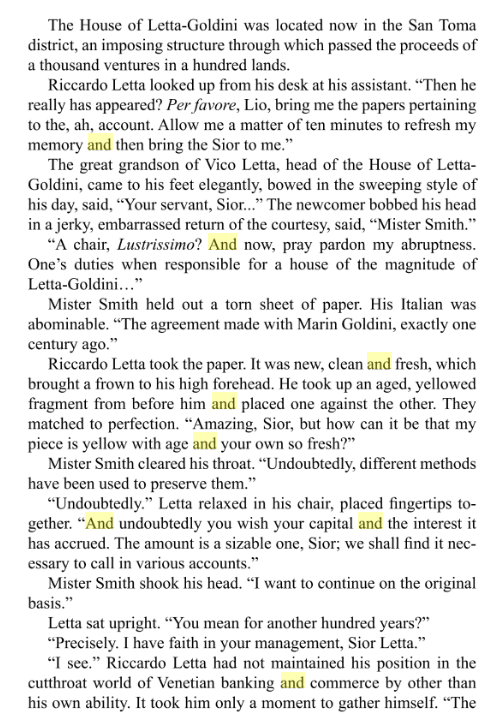 The House of Letta-Goldini was located now in the San Toma
district, an imposing structure through which passed the proceeds of
a thousand ventures in a hundred lands.
Riccardo Letta looked up from his desk at his assistant. “Then he
really has appeared? Per favore, Lio, bring me the papers pertaining
to the, ah, account. Allow me a matter of ten minutes to refresh my
memory and then bring the Sior to me.”
The great grandson of Vico Letta, head of the House of Letta-
Goldini, came to his feet elegantly, bowed in the sweeping style of
his day, said, “Your servant, Sior...” The newcomer bobbed his head
in a jerky, embarrassed return of the courtesy, said, “Mister Smith.”
“A chair, Lustrissimo? And now, pray pardon my abruptness.
One’s duties when responsible for a house of the magnitude of
Letta-Goldini…”
Mister Smith held out a torn sheet of paper. His Italian was
abominable. “The agreement made with Marin Goldini, exactly one
century ago.”
Riccardo Letta took the paper. It was new, clean and fresh, which
brought a frown to his high forehead. He took up an aged, yellowed
fragment from before him and placed one against the other. They
matched to perfection. “Amazing, Sior, but how can it be that my
piece is yellow with age and your own so fresh?”
Mister Smith cleared his throat. “Undoubtedly, different methods
have been used to preserve them.”
“Undoubtedly.” Letta relaxed in his chair, placed fingertips to-
gether. “And undoubtedly you wish your capital and the interest it
has accrued. The amount is a sizable one, Sior; we shall find it nec-
essary to call in various accounts.”
Mister Smith shook his head. “I want to continue on the original
basis.”
Letta sat upright. “You mean for another hundred years?”
“Precisely. I have faith in your management, Sior Letta.”
“I see.” Riccardo Letta had not maintained his position in the
cutthroat world of Venetian banking and commerce by other than
his own ability. It took him only a moment to gather himself. “The